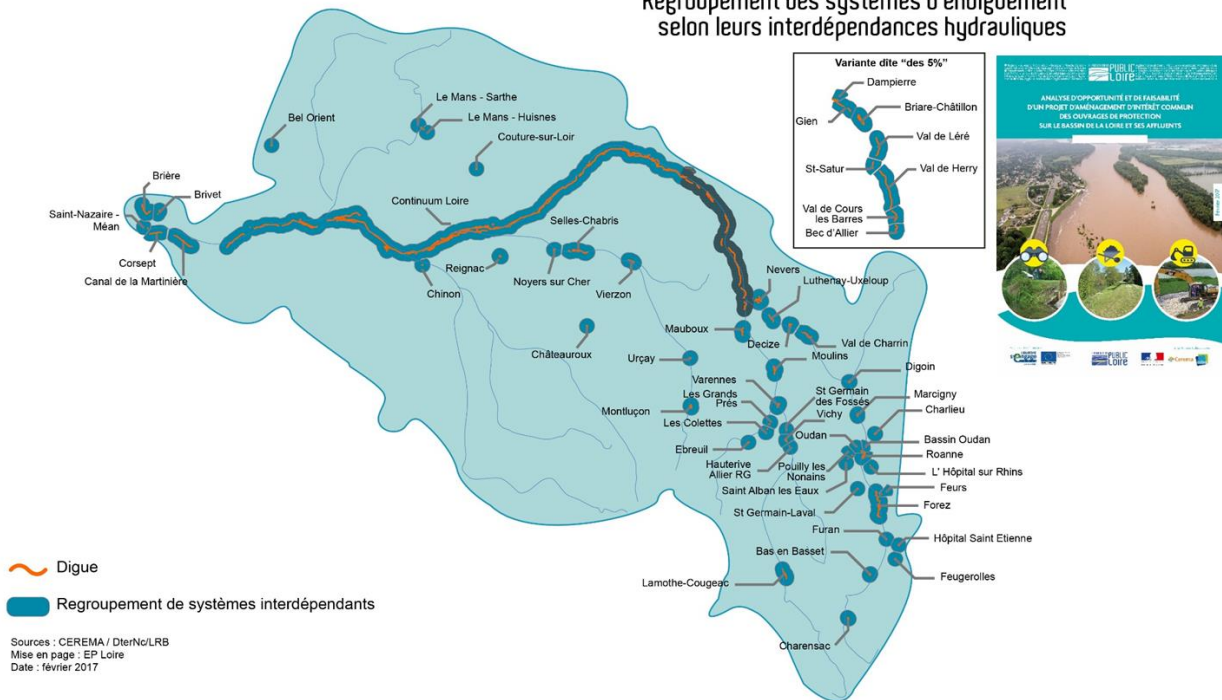 Regroupement des systèmes d'endiguement
selon leurs interdépendances hydrauliques
Variante dîte "des 5%"
Dampierre
Briare-Châtillon
Gien
Val de Léré
St-Satur
Val de Herry
Val de Cours
les Barres
Bec d'Allier
PUBLIC
LOIRE
ANALYSE D'OPPORTUNITÉ ET DE FAISABILITÉ
D'UN PROJET D'AMÉNAGEMENT D'INTÉRÊT COMMUN
DES OUVRAGES DE PROTECTION
SUR LE BASSIN DE LA LOIRE ET SES AFFLUENTS
PUBLIC
LOIRE
Cerema
Le Mans - Sarthe
Le Mans - Huisnes
Bel Orient
Couture-sur-Loir
Brière
Brivet
Saint-Nazaire -
Méan
Corsept
Canal de la Martinière
Continuum Loire
Selles-Chabris
Chinon
Reignac
Noyers sur Cher
Vierzon
Châteauroux
Nevers
Luthenay-Uxeloup
Mauboux
Decize
Val de Charrin
Urçay
Moulins
Digoin
Varennes
St Germain
des Fossés
Marcigny
Les Grands
Prés
Vichy
Charlieu
Montluçon
Les Colettes
Oudan
Bassin Oudan
Ebreuil
Roanne
Hauterive
Allier RG
Pouilly les
Nonains
L' Hôpital sur Rhins
Saint Alban les Eaux
Feurs
St Germain-Laval
Forez
Furan
Hôpital Saint Etienne
Bas en Basset
Feugerolles
Lamothe-Cougeac
Charensac
Digue
Regroupement de systèmes interdépendants
Sources : CEREMA / DterNc/LRB
Mise en page : EP Loire
Date : février 2017